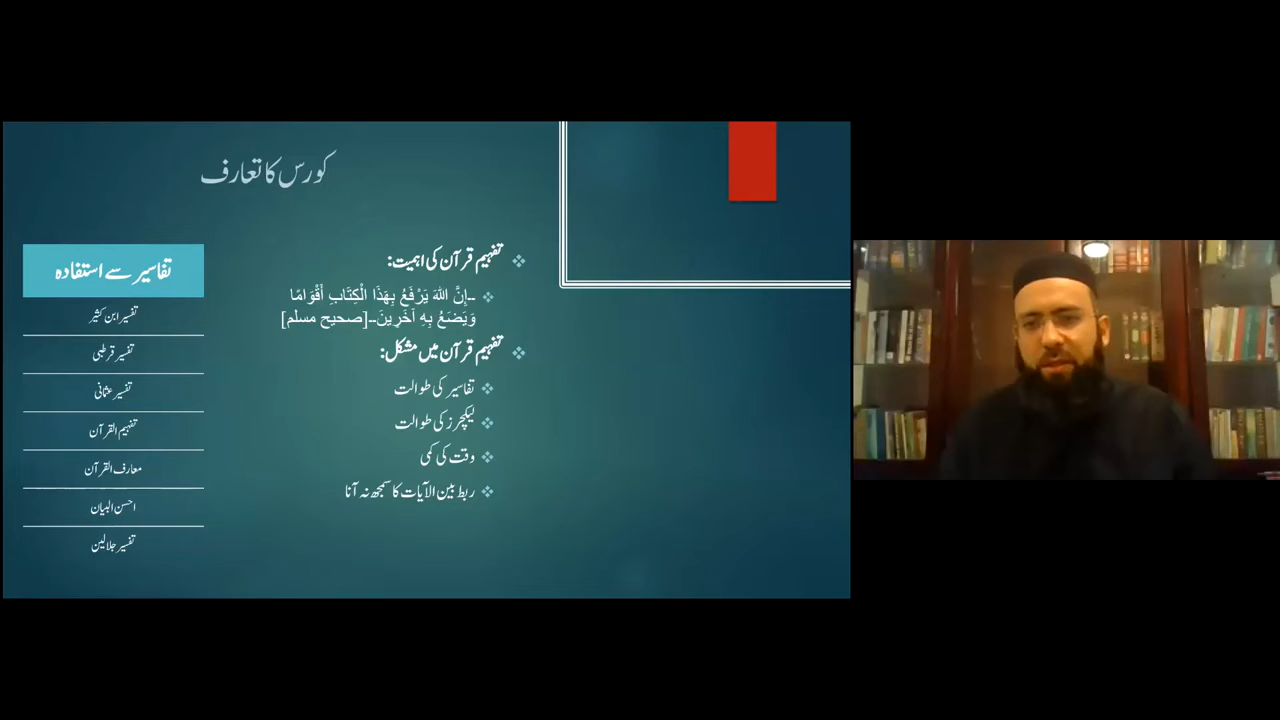 کورس کا تعارف
تفہیم قرآن کی اہمیت:
--إِنَّ اللهَ يَرْفَعُ بِهَذَا الْكِتَابِ أَقْوَامًا
وَيَضَعُ بِهِ آخَرِينَ--[صحیح مسلم]
تفہیم قرآن میں مشکل:
تفاسیر کی طوالت
لیکچرز کی طوالت
وقت کی کمی
ربط بین الآیات کا سمجھ نہ آنا
تفاسیر سے استفادہ
تفسیر ابن کثیر
تفسیر قرطبی
تفسیر عثمانی
تفہیم القرآن
معارف القرآن
احسن البیان
تفسیر جلالین